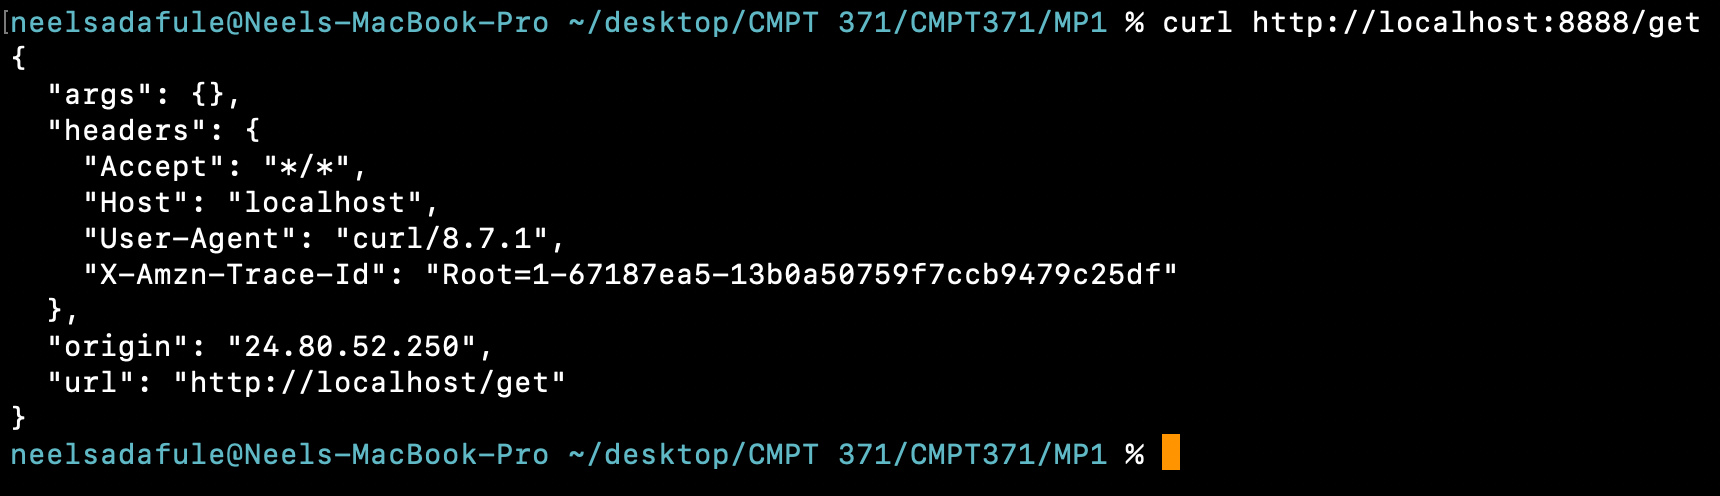 [neelsadafule@Neels-MacBook-Pro ~/desktop/CMPT 371/CMPT371/MP1 % curl http://localhost:8888/get
{
  "args": {},
  "headers": {
    "Accept": "*/*",
    "Host": "localhost",
    "User-Agent": "curl/8.7.1",
    "X-Amzn-Trace-Id": "Root=1-67187ea5-13b0a50759f7ccb9479c25df"
  },
  "origin": "24.80.52.250",
  "url": "http://localhost/get"
}
neelsadafule@Neels-MacBook-Pro ~/desktop/CMPT 371/CMPT371/MP1 %